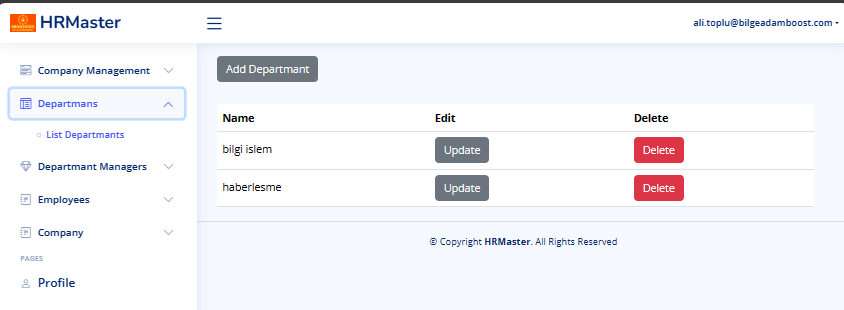 HRMaster
ali.toplu@bilgeadamboost.com
Company Management
Departmans
List Departmants
Departmant Managers
Employees
Company
PAGES
Profile
Add Departmant
Name Edit Delete
bilgi islem Update Delete
haberlesme Update Delete
© Copyright HRMaster. All Rights Reserved